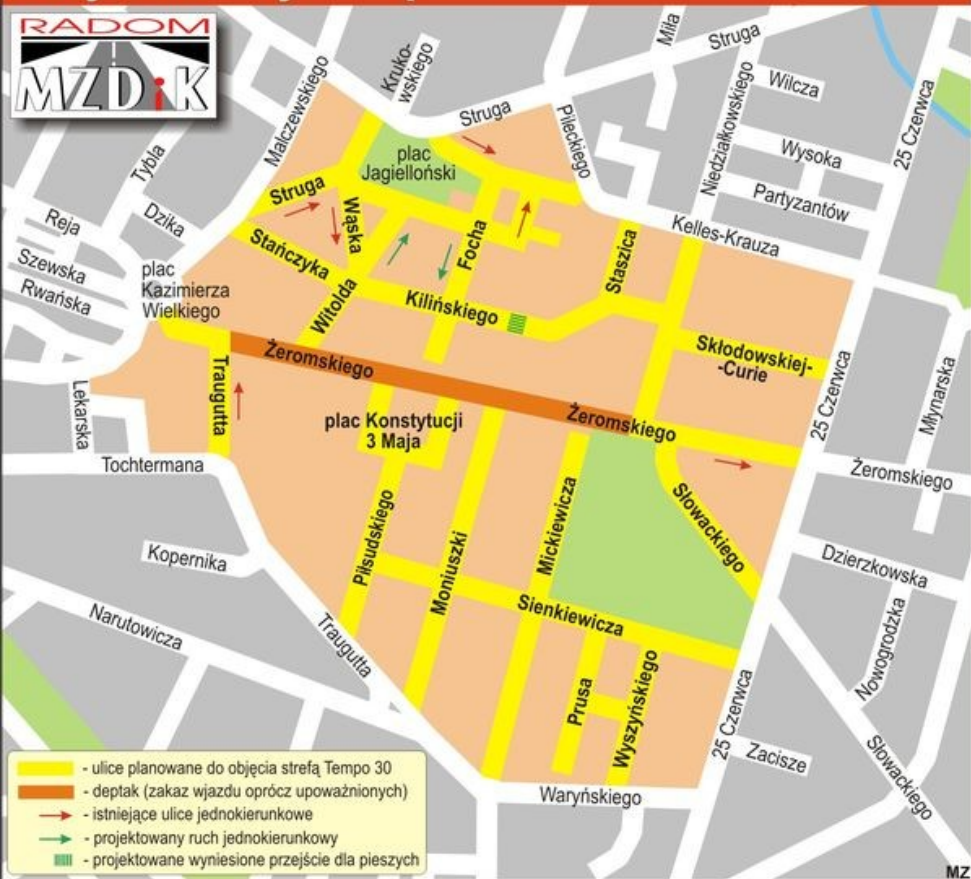 RADOM
MZDiK
Miła
Struga
Kruko-
wskiego
Malczewskiego
Struga
Pileckiego
Niedziałkowskiego
Wilcza
25 Czerwca
Wysoka
Partyzantów
Tybla
plac
Jagielloński
Struga
Wąska
Kelles-Krauza
Dzika
Reja
Szewska
Rwańska
plac
Kazimierza
Wielkiego
Stańczyka
Witolda
Focha
Staszica
Kilińskiego
Żeromskiego
Skłodowskiej-
-Curie
25 Czerwca
Młynarska
Traugutta
Lekarska
plac Konstytucji
3 Maja
Żeromskiego
Tochtermana
Żeromskiego
Słowackiego
Mickiewicza
Piłsudskiego
Moniuszki
Kopernika
Dzierzkowska
Sienkiewicza
Narutowicza
Traugutta
Nowogrodzka
Prusa
Wyszyńskiego
25 Czerwca
Zacisze
Słowackiego
Waryńskiego
- ulice planowane do objęcia strefą Tempo 30
- deptak (zakaz wjazdu oprócz upoważnionych)
- istniejące ulice jednokierunkowe
- projektowany ruch jednokierunkowy
- projektowane wyniesione przejście dla pieszych
MZ